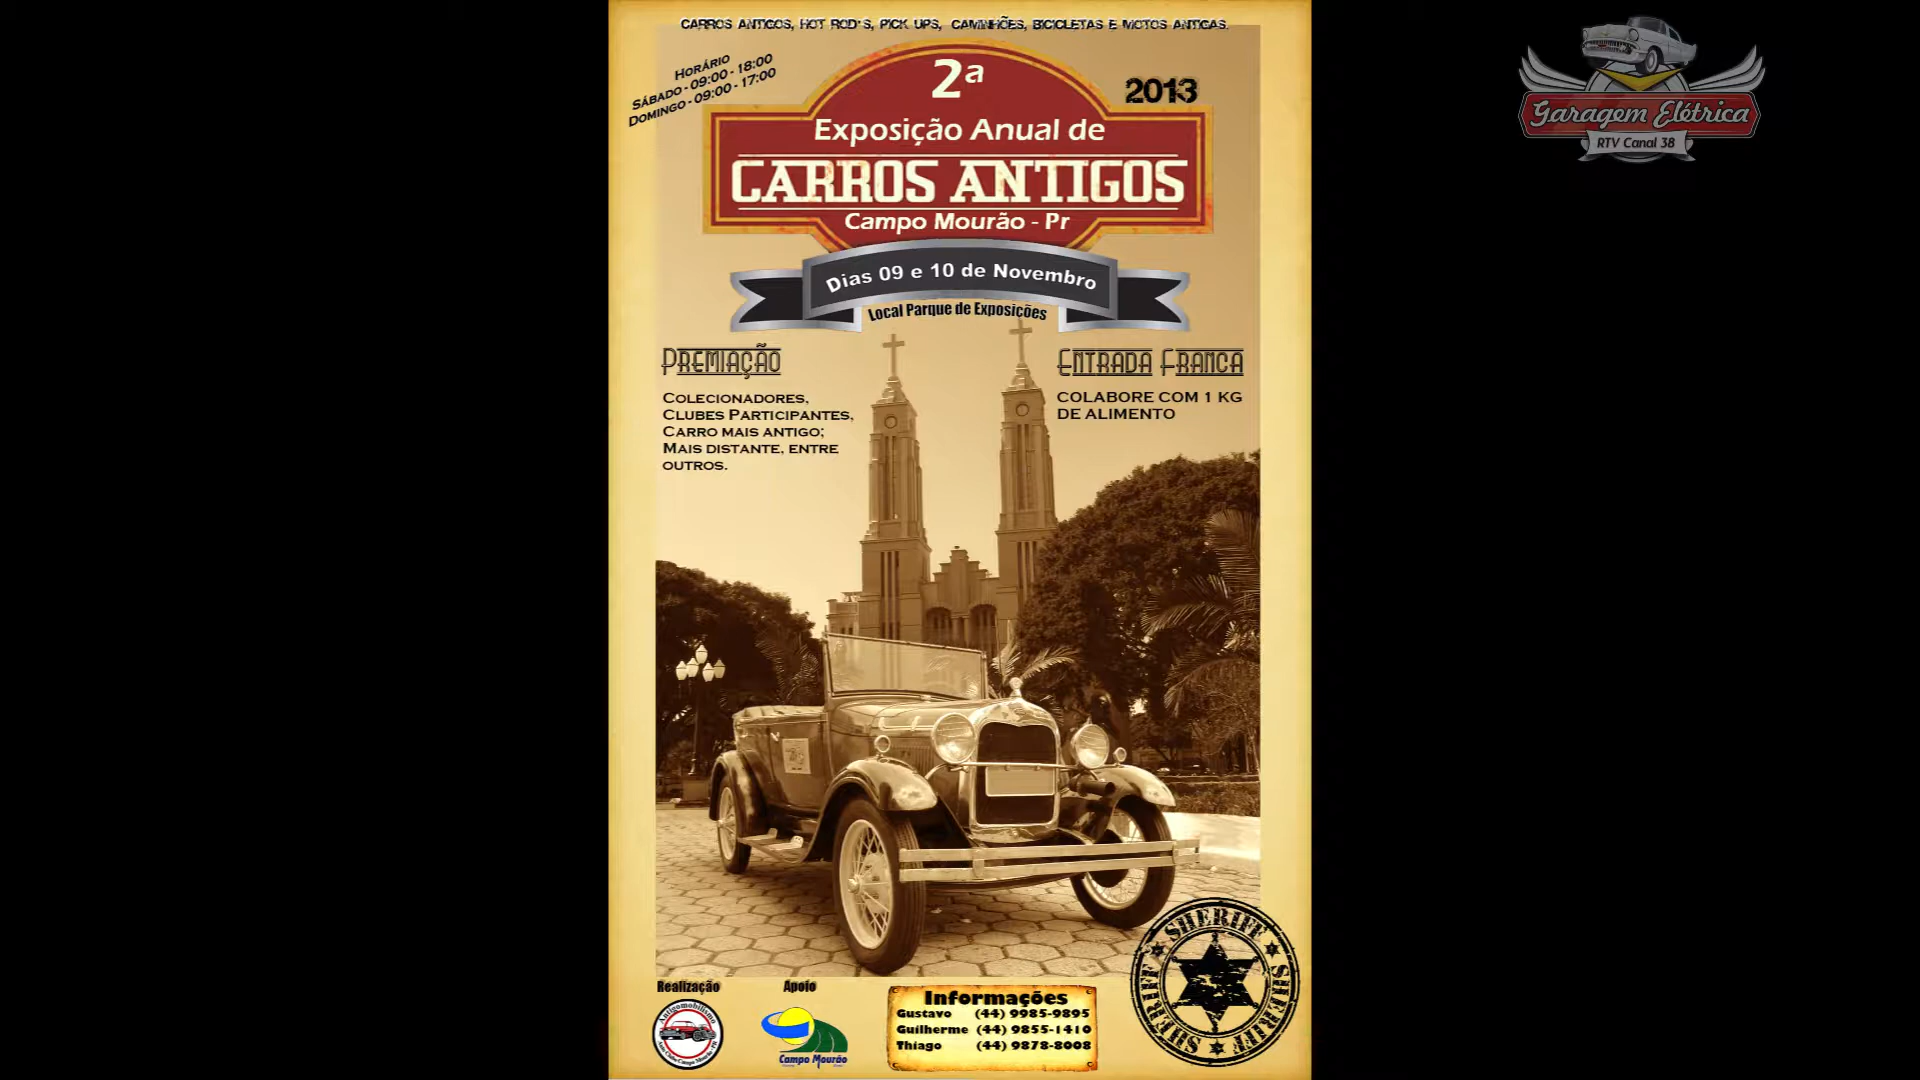 CARROS ANTIGOS, HOT ROD'S, PICK UPS, CAMINHÕES, BICICLETAS E MOTOS ANTIGAS.
HORÁRIO
SÁBADO - 09:00 - 18:00
DOMINGO - 09:00 - 17:00
2ª
2013
Exposição Anual de
CARROS ANTIGOS
Campo Mourão - Pr
Dias 09 e 10 de Novembro
Local Parque de Exposições
PREMIAÇÃO
COLECIONADORES,
CLUBES PARTICIPANTES,
CARRO MAIS ANTIGO;
MAIS DISTANTE, ENTRE
OUTROS.
ENTRADA FRANCA
COLABORE COM 1 KG
DE ALIMENTO
Realização
Antigomobilismo
Apoio
Campo Mourão
Informações
Gustavo (44) 9985-9895
Guilherme (44) 9855-1410
Thiago (44) 9878-8008
SHERIFF
SHERIFF
SHERIFF
Garagem Elétrica
RTV Canal 38